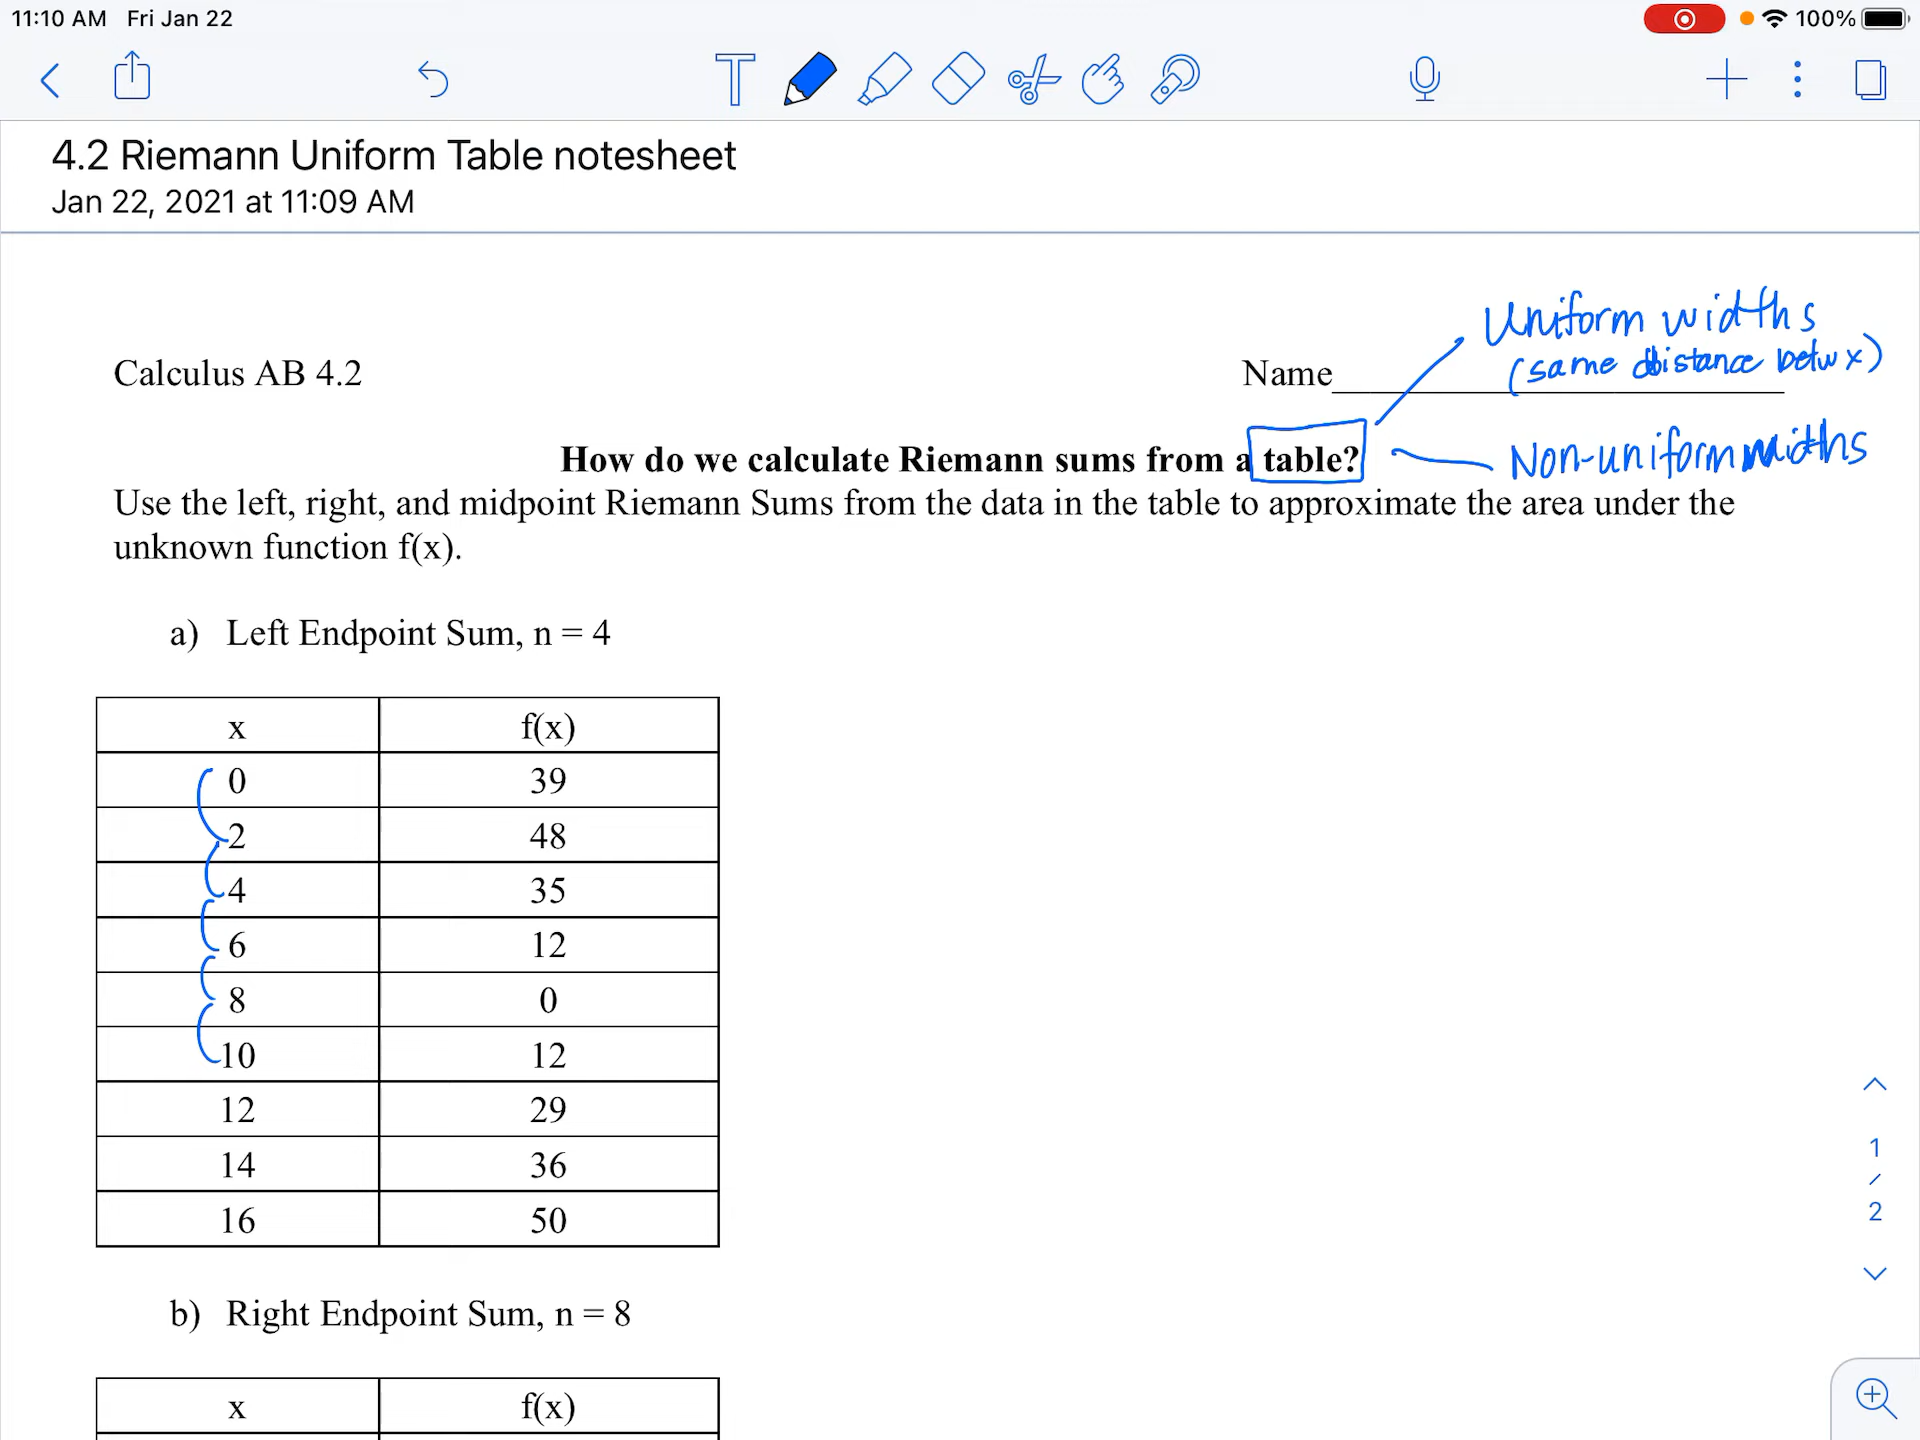 11:10 AM Fri Jan 22
100%
4.2 Riemann Uniform Table notesheet
Jan 22, 2021 at 11:09 AM
Uniform widths
(same distance betw x)
Calculus AB 4.2 Name
How do we calculate Riemann sums from a table?
Non-uniform widths
Use the left, right, and midpoint Riemann Sums from the data in the table to approximate the area under the
unknown function f(x).
a) Left Endpoint Sum, n = 4
x f(x)
0 39
2 48
4 35
6 12
8 0
10 12
12 29
14 36
16 50
1
/
2
b) Right Endpoint Sum, n = 8
x f(x)